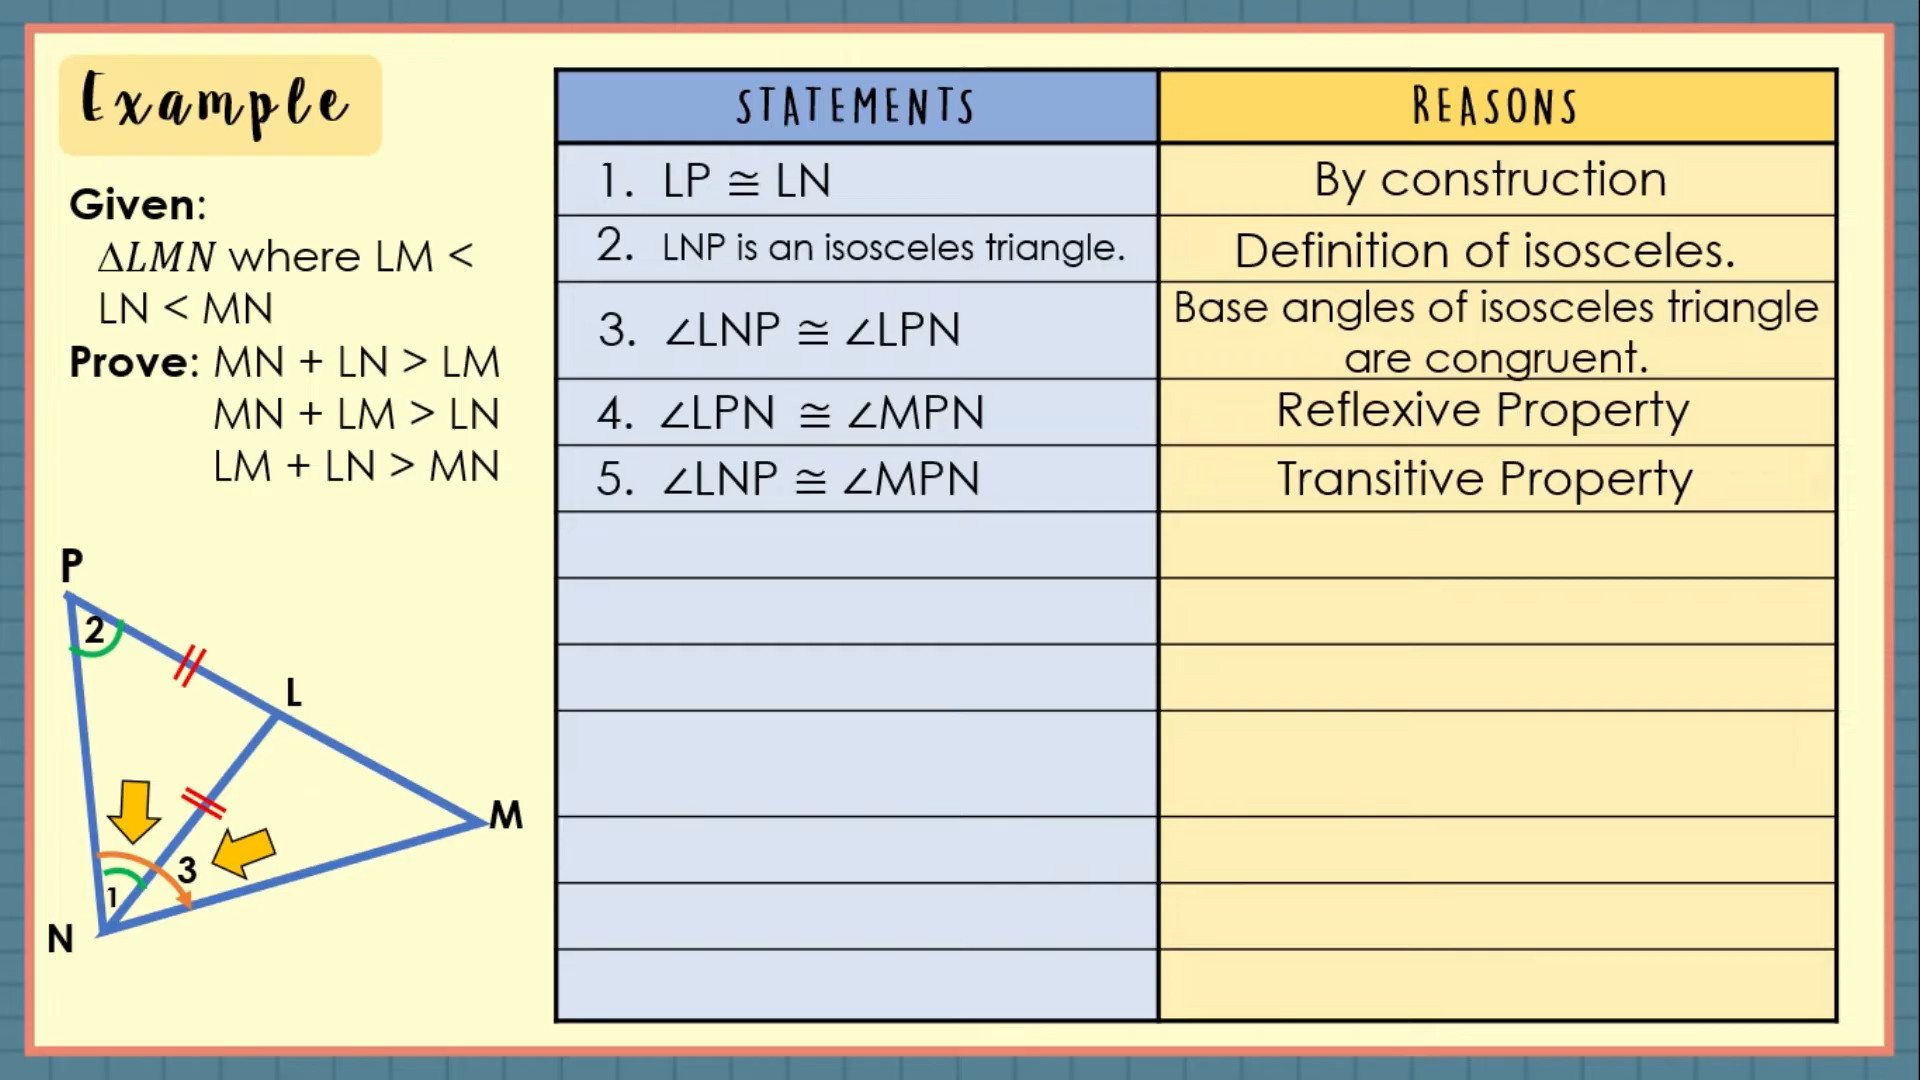 Example
Given:
ΔLMN where LM <
LN < MN
Prove: MN + LN > LM
MN + LM > LN
LM + LN > MN
P
2
L
M
3
1
N
STATEMENTS
REASONS
1. LP ≅ LN
By construction
2. LNP is an isosceles triangle.
Definition of isosceles.
3. ∠LNP ≅ ∠LPN
Base angles of isosceles triangle
are congruent.
4. ∠LPN ≅ ∠MPN
Reflexive Property
5. ∠LNP ≅ ∠MPN
Transitive Property